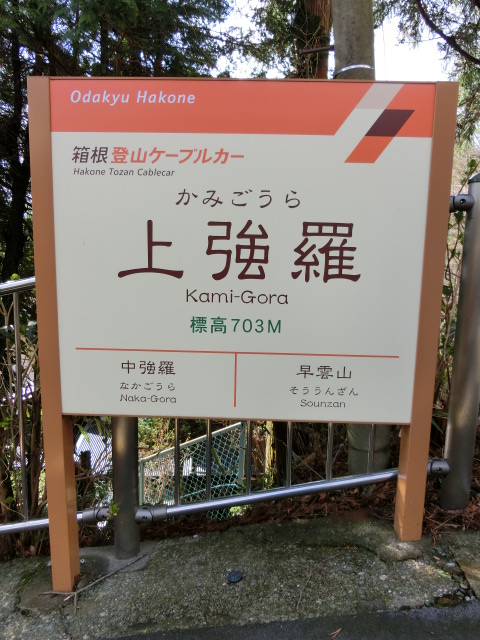 Odakyu Hakone
箱根登山ケーブルカー
Hakone Tozan Cablecar
かみごうら
上強羅
Kami-Gora
標高703M
中強羅
なかごうら
Naka-Gora
早雲山
そううんざん
Sounzan